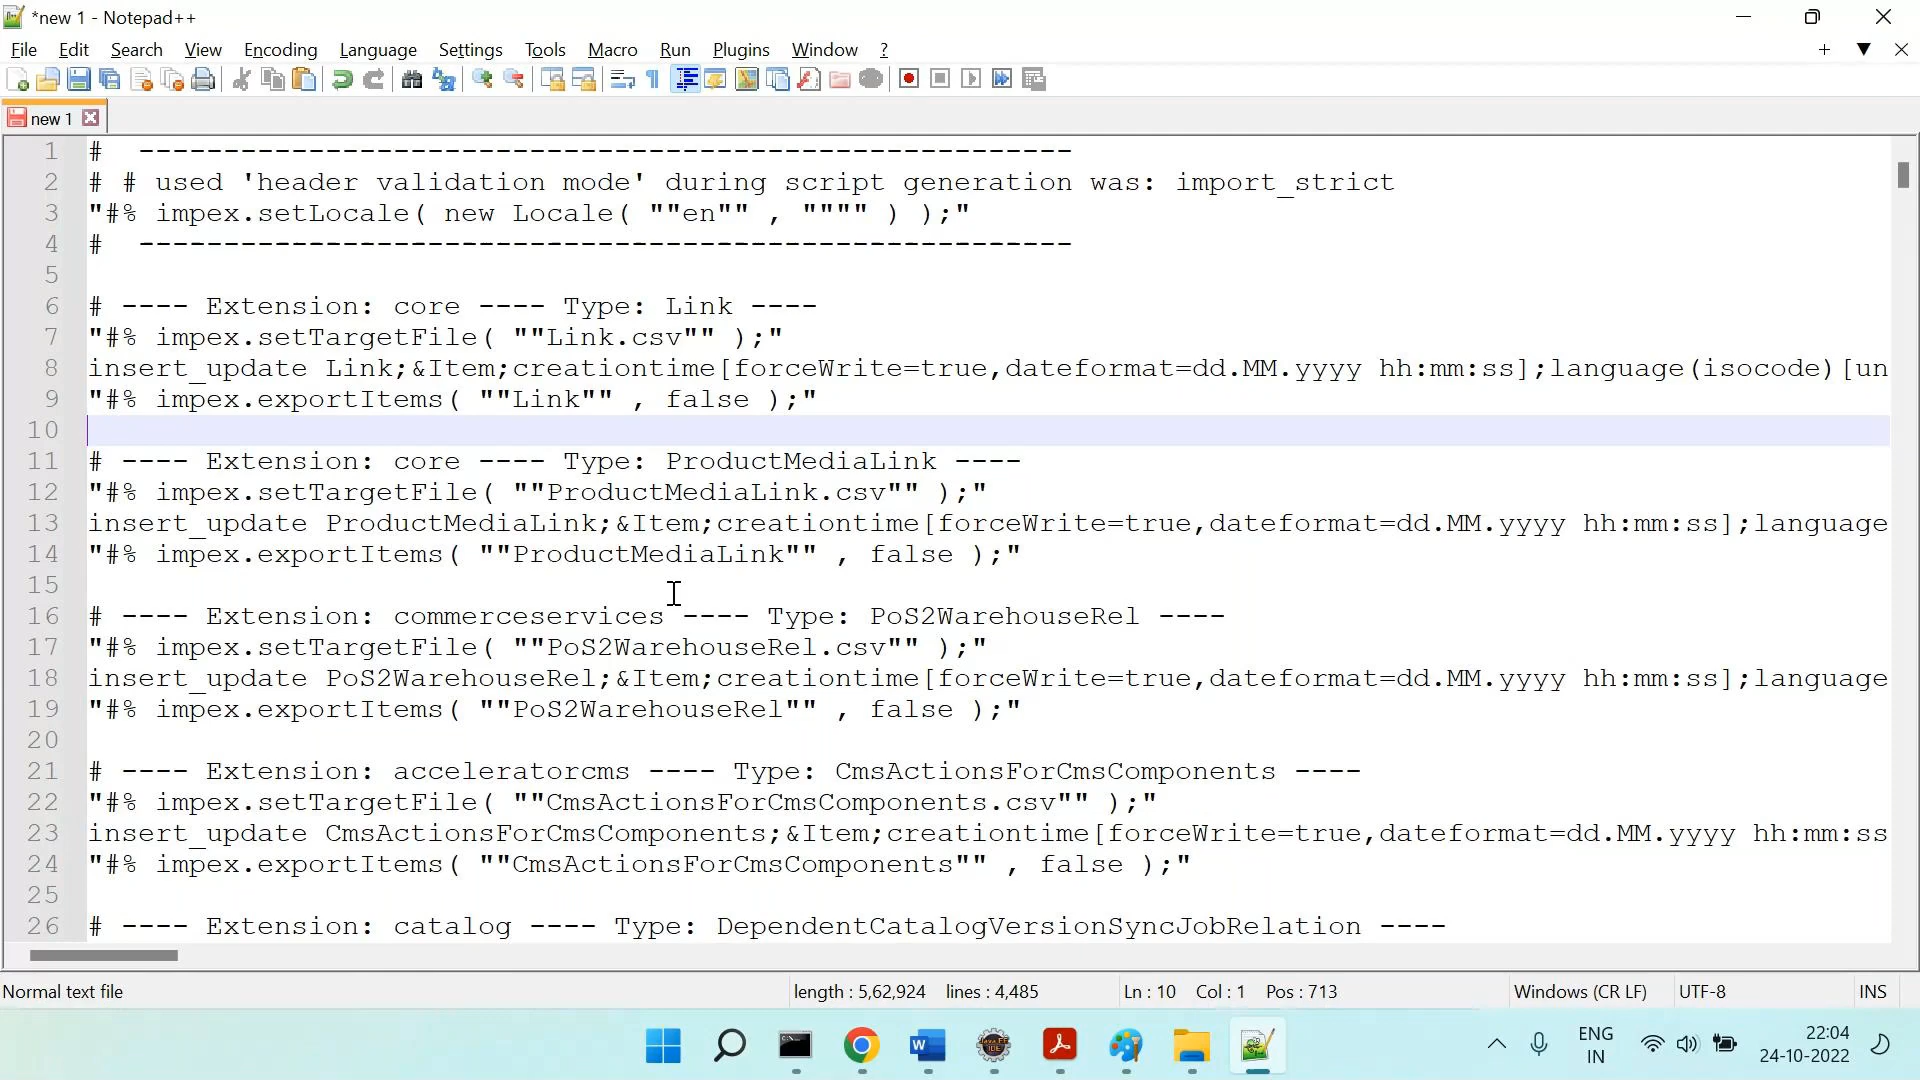 *new 1 - Notepad++
File Edit Search View Encoding Language Settings Tools Macro Run Plugins Window ?
new 1
1 # -------------------------------------------------------
2 # # used 'header validation mode' during script generation was: import_strict
3 "#% impex.setLocale( new Locale( ""en"" , """" ) );"
4 # -------------------------------------------------------
5
6 # ---- Extension: core ---- Type: Link ----
7 "#% impex.setTargetFile( ""Link.csv"" );"
8 insert_update Link;&Item;creationtime[forceWrite=true,dateformat=dd.MM.yyyy hh:mm:ss];language(isocode)[un
9 "#% impex.exportItems( ""Link"" , false );"
10
11 # ---- Extension: core ---- Type: ProductMediaLink ----
12 "#% impex.setTargetFile( ""ProductMediaLink.csv"" );"
13 insert_update ProductMediaLink;&Item;creationtime[forceWrite=true,dateformat=dd.MM.yyyy hh:mm:ss];language
14 "#% impex.exportItems( ""ProductMediaLink"" , false );"
15
16 # ---- Extension: commerceservices ---- Type: PoS2WarehouseRel ----
17 "#% impex.setTargetFile( ""PoS2WarehouseRel.csv"" );"
18 insert_update PoS2WarehouseRel;&Item;creationtime[forceWrite=true,dateformat=dd.MM.yyyy hh:mm:ss];language
19 "#% impex.exportItems( ""PoS2WarehouseRel"" , false );"
20
21 # ---- Extension: acceleratorcms ---- Type: CmsActionsForCmsComponents ----
22 "#% impex.setTargetFile( ""CmsActionsForCmsComponents.csv"" );"
23 insert_update CmsActionsForCmsComponents;&Item;creationtime[forceWrite=true,dateformat=dd.MM.yyyy hh:mm:ss
24 "#% impex.exportItems( ""CmsActionsForCmsComponents"" , false );"
25
26 # ---- Extension: catalog ---- Type: DependentCatalogVersionSyncJobRelation ----
Normal text file length : 5,62,924 lines : 4,485 Ln : 10 Col : 1 Pos : 713 Windows (CR LF) UTF-8 INS
ENG 22:04
IN 24-10-2022